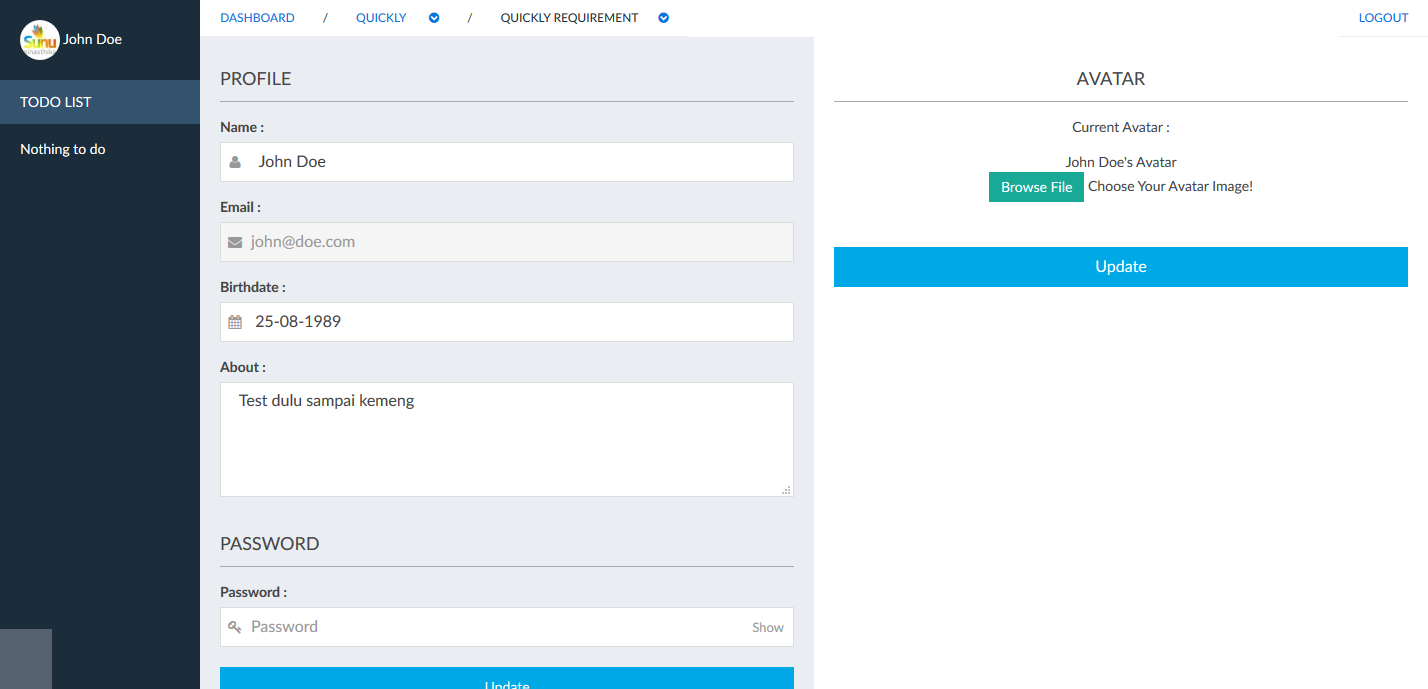 Sunu
John Doe
TODO LIST
Nothing to do
DASHBOARD / QUICKLY / QUICKLY REQUIREMENT
LOGOUT
PROFILE
Name :
John Doe
Email :
john@doe.com
Birthdate :
25-08-1989
About :
Test dulu sampai kemeng
PASSWORD
Password :
Password Show
Update
AVATAR
Current Avatar :
John Doe's Avatar
Browse File Choose Your Avatar Image!
Update